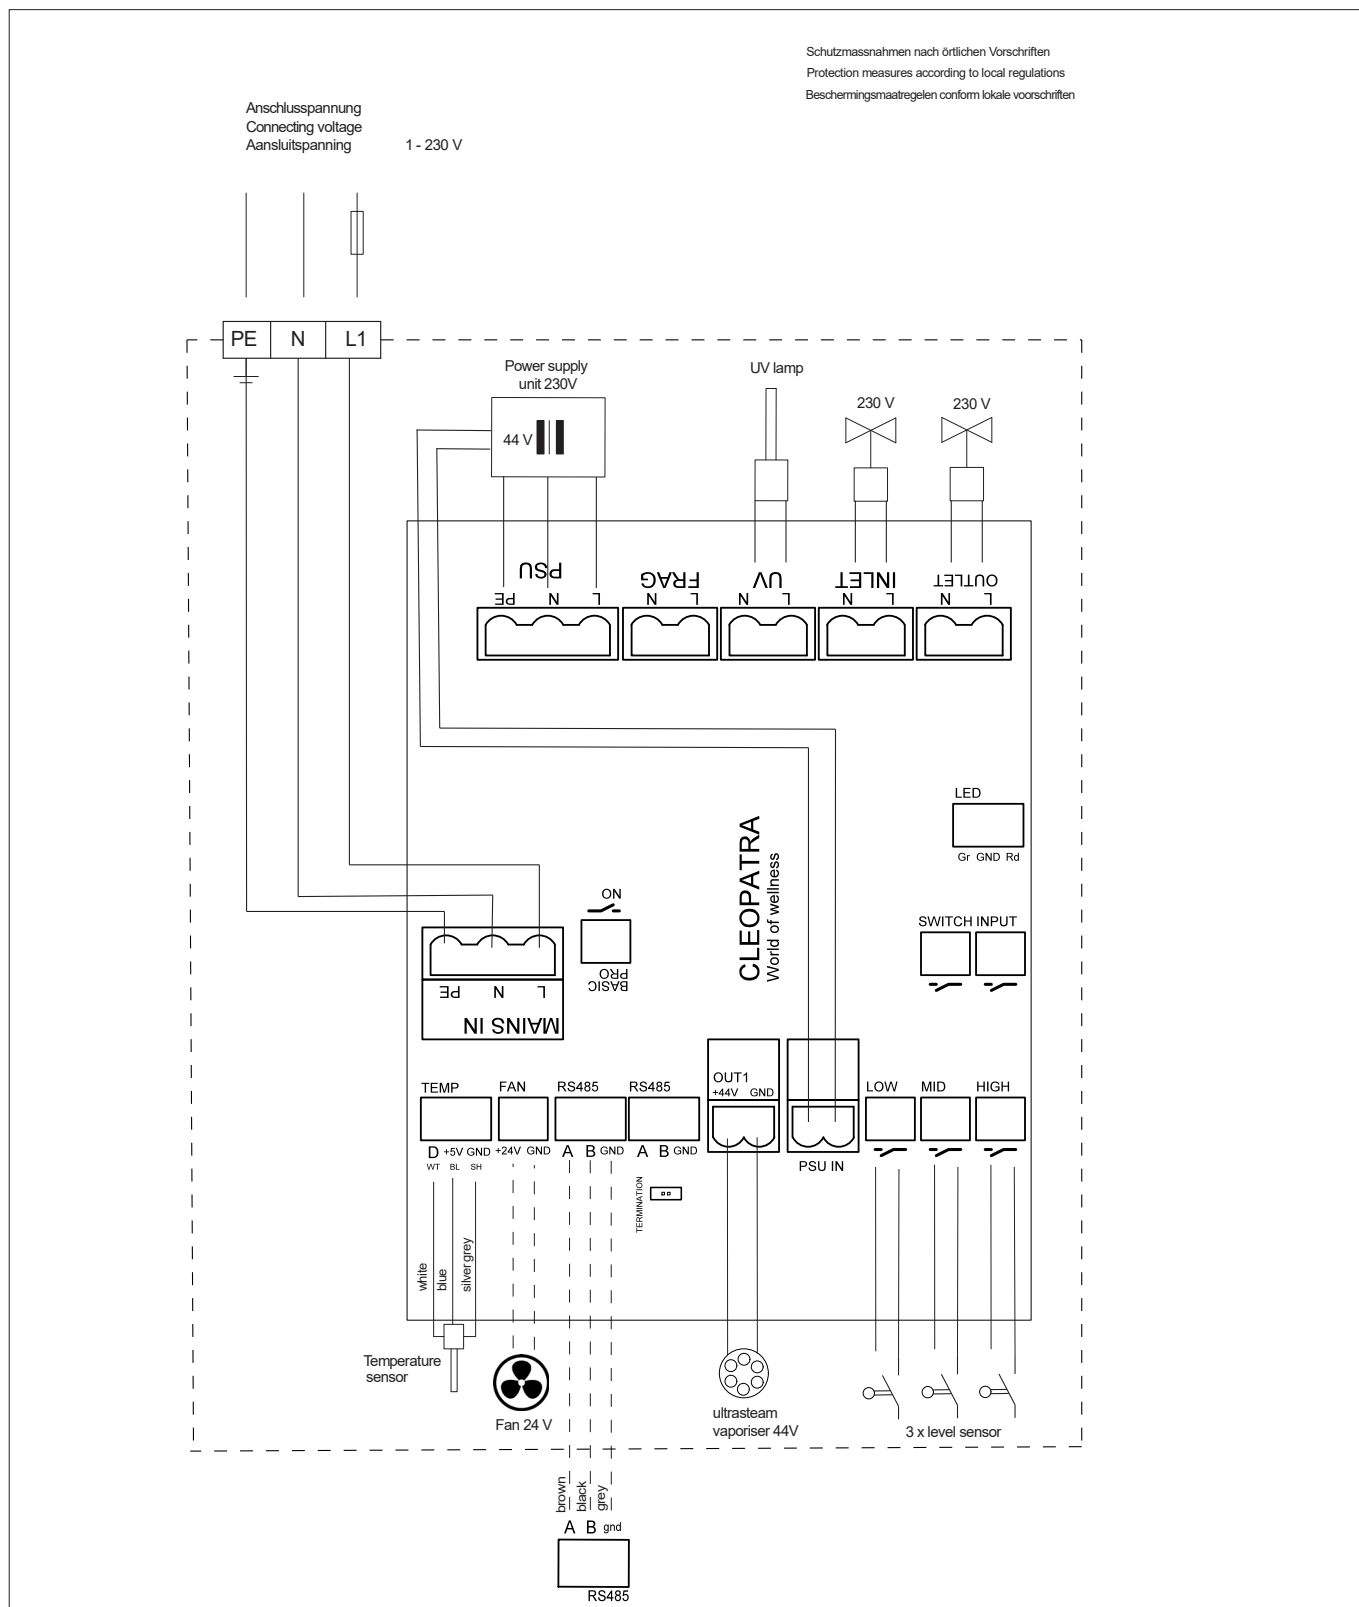 Schutzmassnahmen nach örtlichen Vorschriften
Protection measures according to local regulations
Beschermingsmaatregelen conform lokale voorschriften
Anschlusspannung
Connecting voltage
Aansluitspanning 1 - 230 V
PE N L1
Power supply
unit 230V
44 V
UV lamp
230 V
230 V
PSU
PE N L
FRAG
N L
UV
N L
INLET
N L
OUTLET
N L
LED
Gr GND Rd
CLEOPATRA
World of wellness
ON
BASIC
PRO
SWITCH INPUT
PE N L
MAINS IN
TEMP
D +5V GND
WT BL SH
FAN
+24V GND
RS485
A B GND
RS485
A B GND
TERMINATION
OUT1
+44V GND
PSU IN
LOW MID HIGH
white
blue
silver grey
Temperature
sensor
Fan 24 V
ultrasteam
vaporiser 44V
3 x level sensor
brown
black
grey
A B gnd
RS485